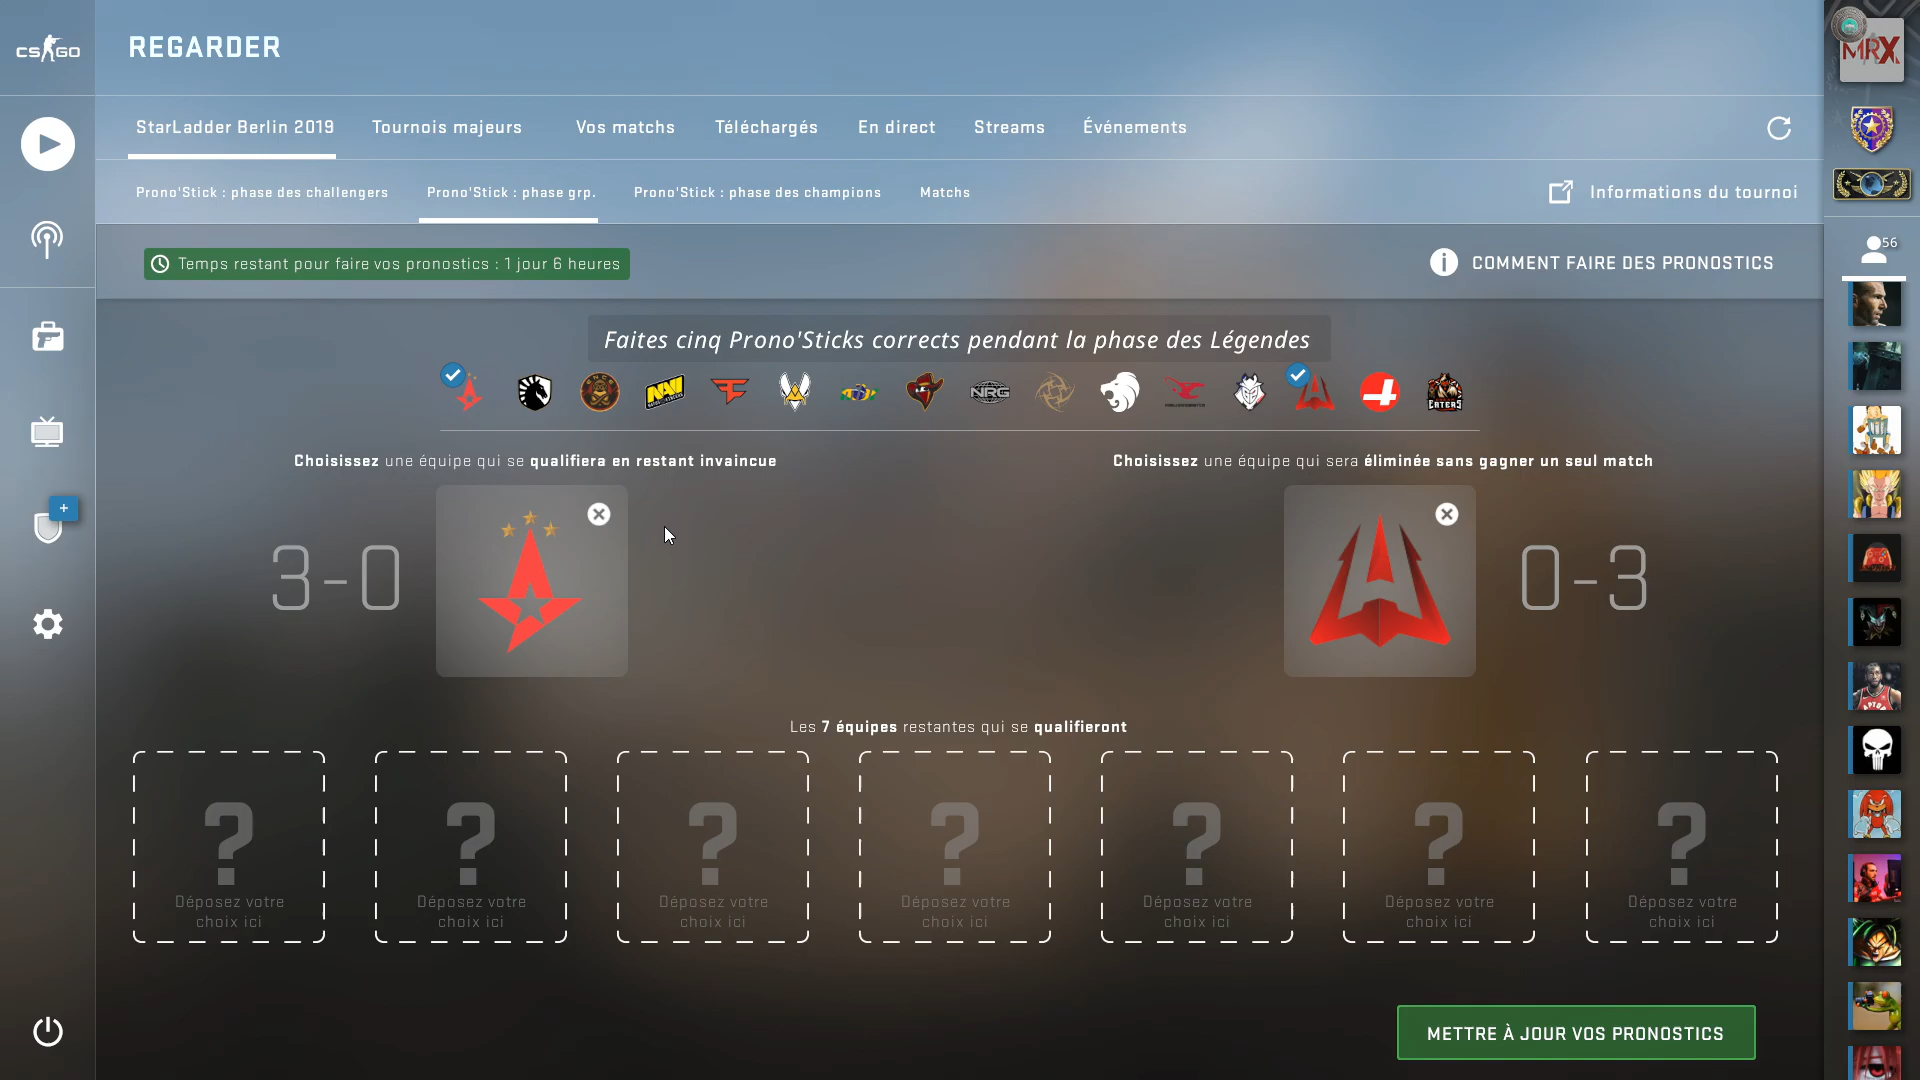 CS GO
REGARDER
MRX
StarLadder Berlin 2019
Tournois majeurs
Vos matchs
Téléchargés
En direct
Streams
Événements
Prono'Stick : phase des challengers
Prono'Stick : phase grp.
Prono'Stick : phase des champions
Matchs
Informations du tournoi
56
Temps restant pour faire vos pronostics : 1 jour 6 heures
i COMMENT FAIRE DES PRONOSTICS
Faites cinq Prono'Sticks corrects pendant la phase des Légendes
NAVI
NRG
EATERS
Choisissez une équipe qui se qualifiera en restant invaincue
Choisissez une équipe qui sera éliminée sans gagner un seul match
+
3-0
0-3
Les 7 équipes restantes qui se qualifieront
?
?
?
?
?
?
?
Déposez votre
choix ici
Déposez votre
choix ici
Déposez votre
choix ici
Déposez votre
choix ici
Déposez votre
choix ici
Déposez votre
choix ici
Déposez votre
choix ici
METTRE À JOUR VOS PRONOSTICS